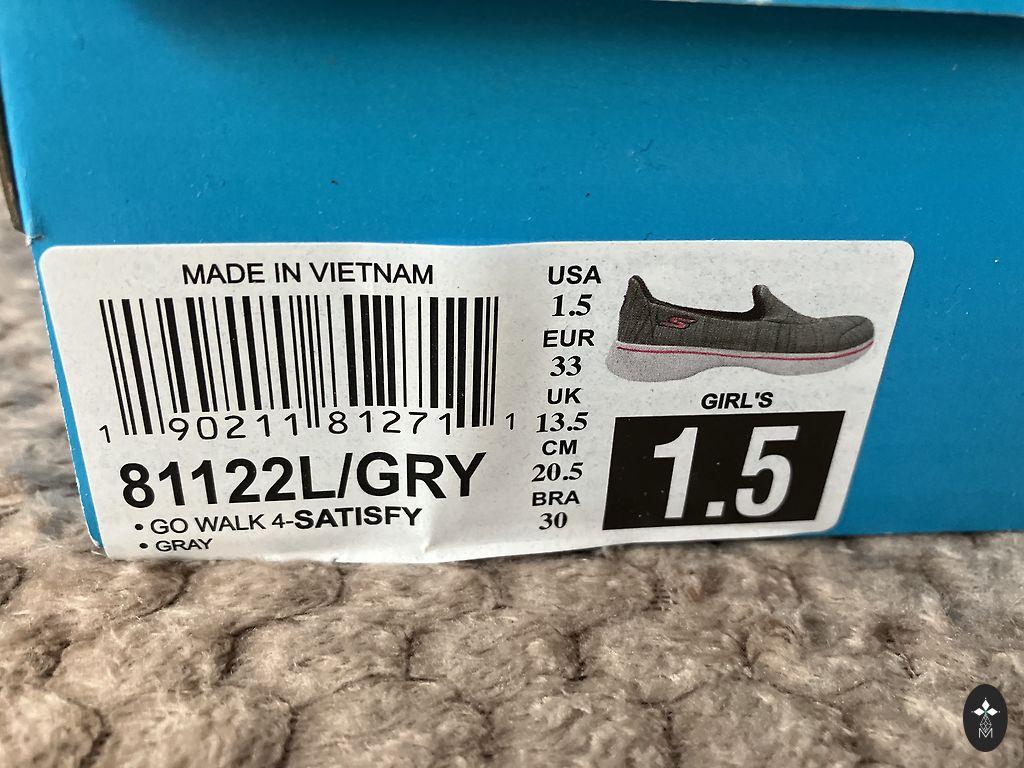 MADE IN VIETNAM
1 90211 81271 1
81122L/GRY
• GO WALK 4-SATISFY
• GRAY
USA
1.5
EUR
33
UK
13.5
CM
20.5
BRA
30
GIRL'S
1.5
M